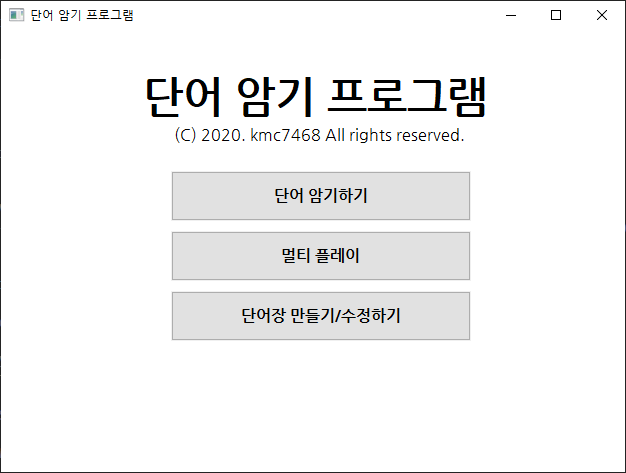 단어 암기 프로그램
단어 암기 프로그램
(C) 2020. kmc7468 All rights reserved.
단어 암기하기
멀티 플레이
단어장 만들기/수정하기